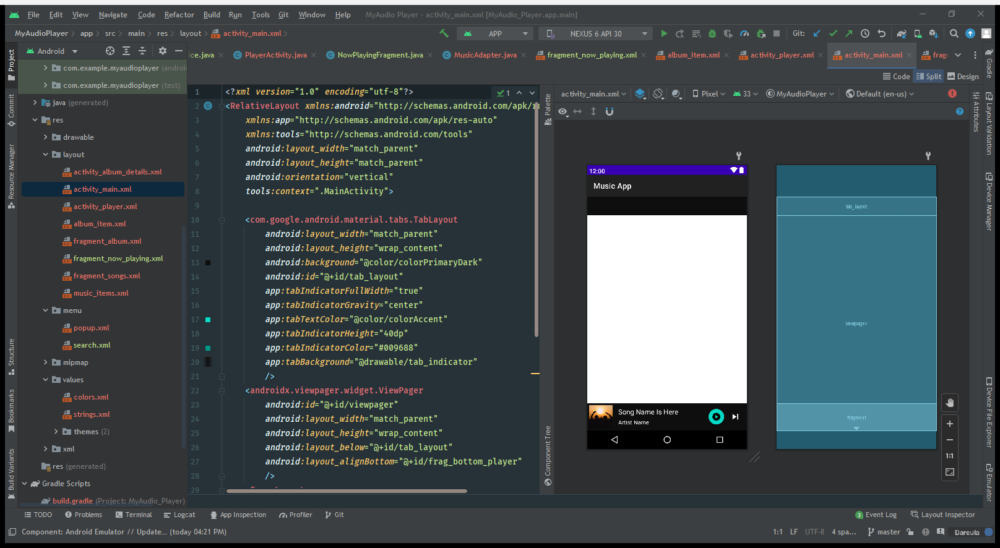 File Edit View Navigate Code Refactor Build Run Tools Git Window Help MyAudio Player - activity_main.xml [MyAudio_Player.app.main]
MyAudioPlayer app src main res layout activity_main.xml APP NEXUS 6 API 30 Git:
Android
ice.java PlayerActivity.java NowPlayingFragment.java MusicAdapter.java fragment_now_playing.xml album_item.xml activity_player.xml activity_main.xml frag
Code Split Design
Project
Commit
Resource Manager
Structure
Bookmarks
Build Variants
com.example.myaudioplayer (androi
com.example.myaudioplayer (test)
java (generated)
res
drawable
layout
activity_album_details.xml
activity_main.xml
activity_player.xml
album_item.xml
fragment_album.xml
fragment_now_playing.xml
fragment_songs.xml
music_items.xml
menu
popup.xml
search.xml
mipmap
values
colors.xml
strings.xml
themes (2)
xml
res (generated)
Gradle Scripts
build.gradle (Project: MyAudio_Player)
1 <?xml version="1.0" encoding="utf-8"?>
2 <RelativeLayout xmlns:android="http://schemas.android.com/apk/re
3 xmlns:app="http://schemas.android.com/apk/res-auto"
4 xmlns:tools="http://schemas.android.com/tools"
5 android:layout_width="match_parent"
6 android:layout_height="match_parent"
7 android:orientation="vertical"
8 tools:context=".MainActivity">
9
10 <com.google.android.material.tabs.TabLayout
11 android:layout_width="match_parent"
12 android:layout_height="wrap_content"
13 android:background="@color/colorPrimaryDark"
14 android:id="@+id/tab_layout"
15 app:tabIndicatorFullWidth="true"
16 app:tabIndicatorGravity="center"
17 app:tabTextColor="@color/colorAccent"
18 app:tabIndicatorHeight="40dp"
19 app:tabIndicatorColor="#009688"
20 app:tabBackground="@drawable/tab_indicator"
21 />
22 <androidx.viewpager.widget.ViewPager
23 android:id="@+id/viewpager"
24 android:layout_width="match_parent"
25 android:layout_height="wrap_content"
26 android:layout_below="@+id/tab_layout"
27 android:layout_alignBottom="@+id/frag_bottom_player"
28 />
29
1
Palette
Component Tree
activity_main.xml Pixel 33 MyAudioPlayer Default (en-us)
12:00
Music App
Song Name Is Here
Artist Name
tab_layout
viewpager
fragment
1:1
Attributes
Gradle
Layout Validation
Device Manager
Device File Explorer
Emulator
TODO Problems Terminal Logcat App Inspection Profiler Git 3 Event Log Layout Inspector
Component: Android Emulator // Update... (today 04:21 PM) 1:1 LF UTF-8 4 spa... master Darcula